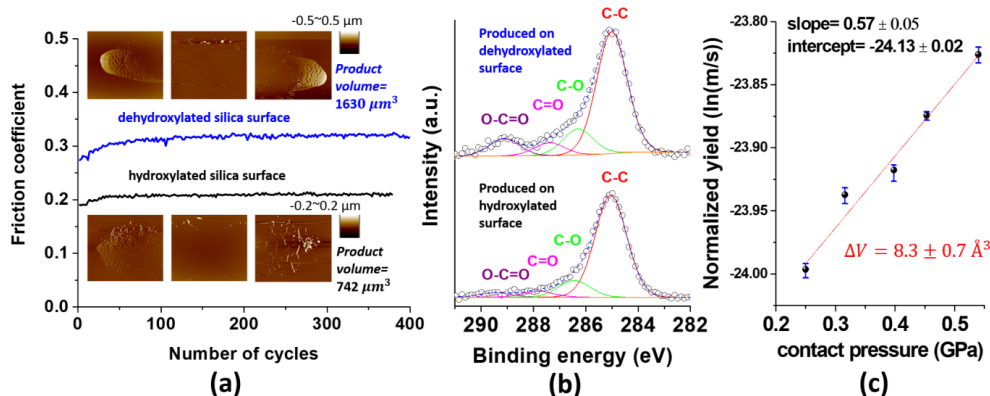 -0.5~0.5 µm
Product
volume=
1630 µm³
dehydroxylated silica surface
hydroxylated silica surface
-0.2~0.2 µm
Product
volume=
742 µm³
Friction coefficient
0.5
0.4
0.3
0.2
0.1
0.0
0
100
200
300
400
Number of cycles
(a)
Produced on
dehydroxylated
surface
C-C
C-O
C=O
O-C=O
Produced on
hydroxylated
surface
C-C
C-O
C=O
O-C=O
Intensity (a.u.)
290
288
286
284
282
Binding energy (eV)
(b)
slope= 0.57 ± 0.05
intercept= -24.13 ± 0.02
ΔV = 8.3 ± 0.7 Å³
Normalized yield (ln(m/s))
-23.80
-23.85
-23.90
-23.95
-24.00
0.2
0.3
0.4
0.5
contact pressure (GPa)
(c)